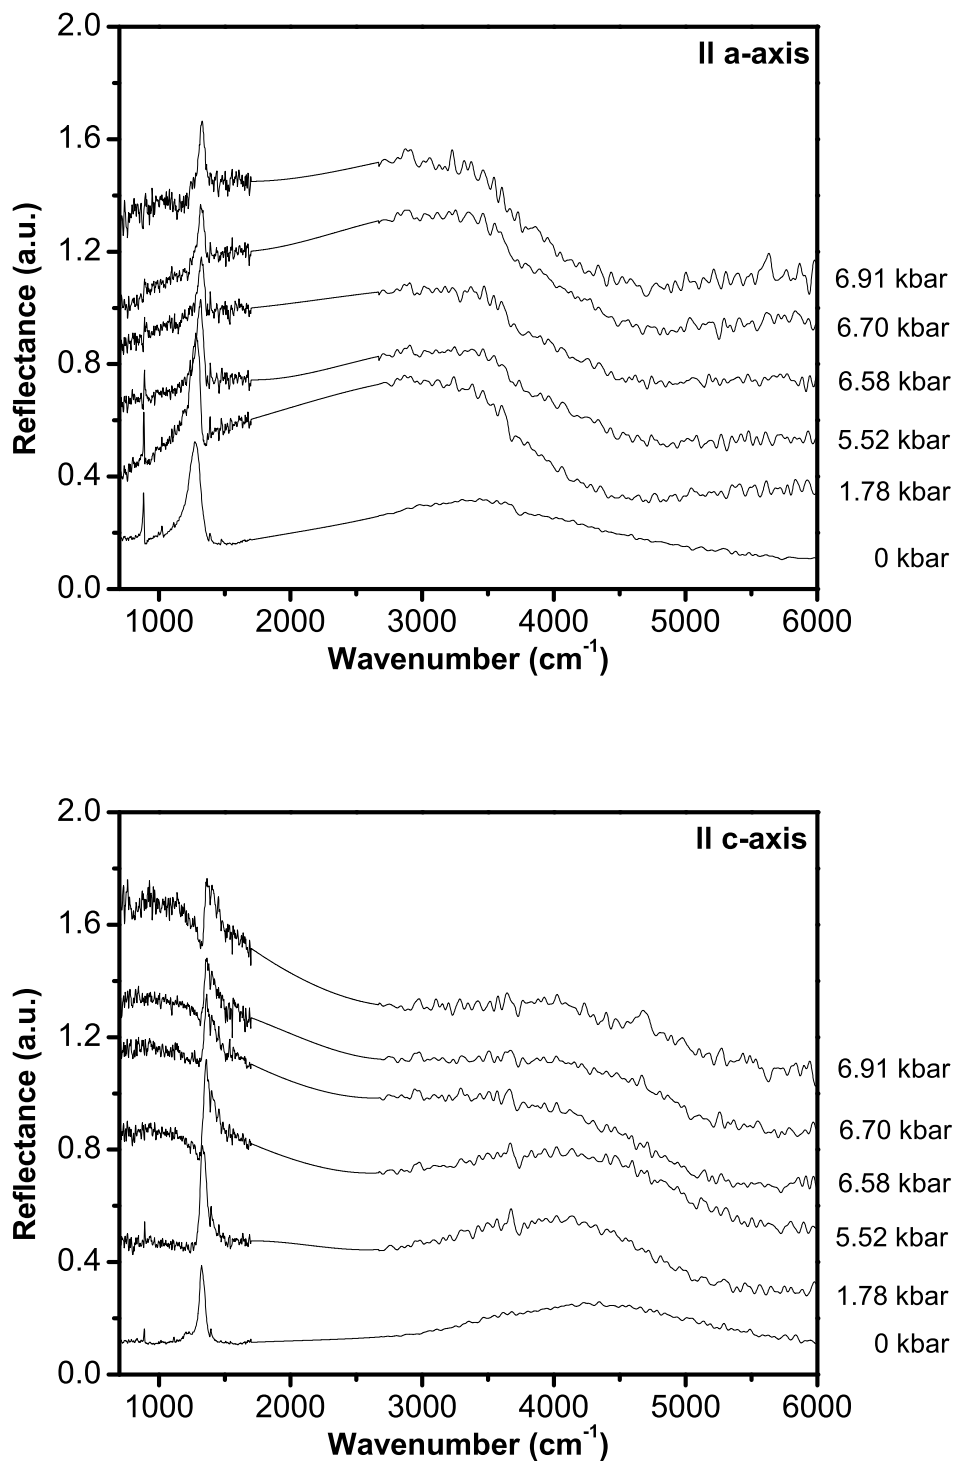 2.0
II a-axis
1.6
1.2
0.8
0.4
0.0
Reflectance (a.u.)
6.91 kbar
6.70 kbar
6.58 kbar
5.52 kbar
1.78 kbar
0 kbar
1000 2000 3000 4000 5000 6000
Wavenumber (cm-1)
2.0
II c-axis
1.6
1.2
0.8
0.4
0.0
Reflectance (a.u.)
6.91 kbar
6.70 kbar
6.58 kbar
5.52 kbar
1.78 kbar
0 kbar
1000 2000 3000 4000 5000 6000
Wavenumber (cm-1)